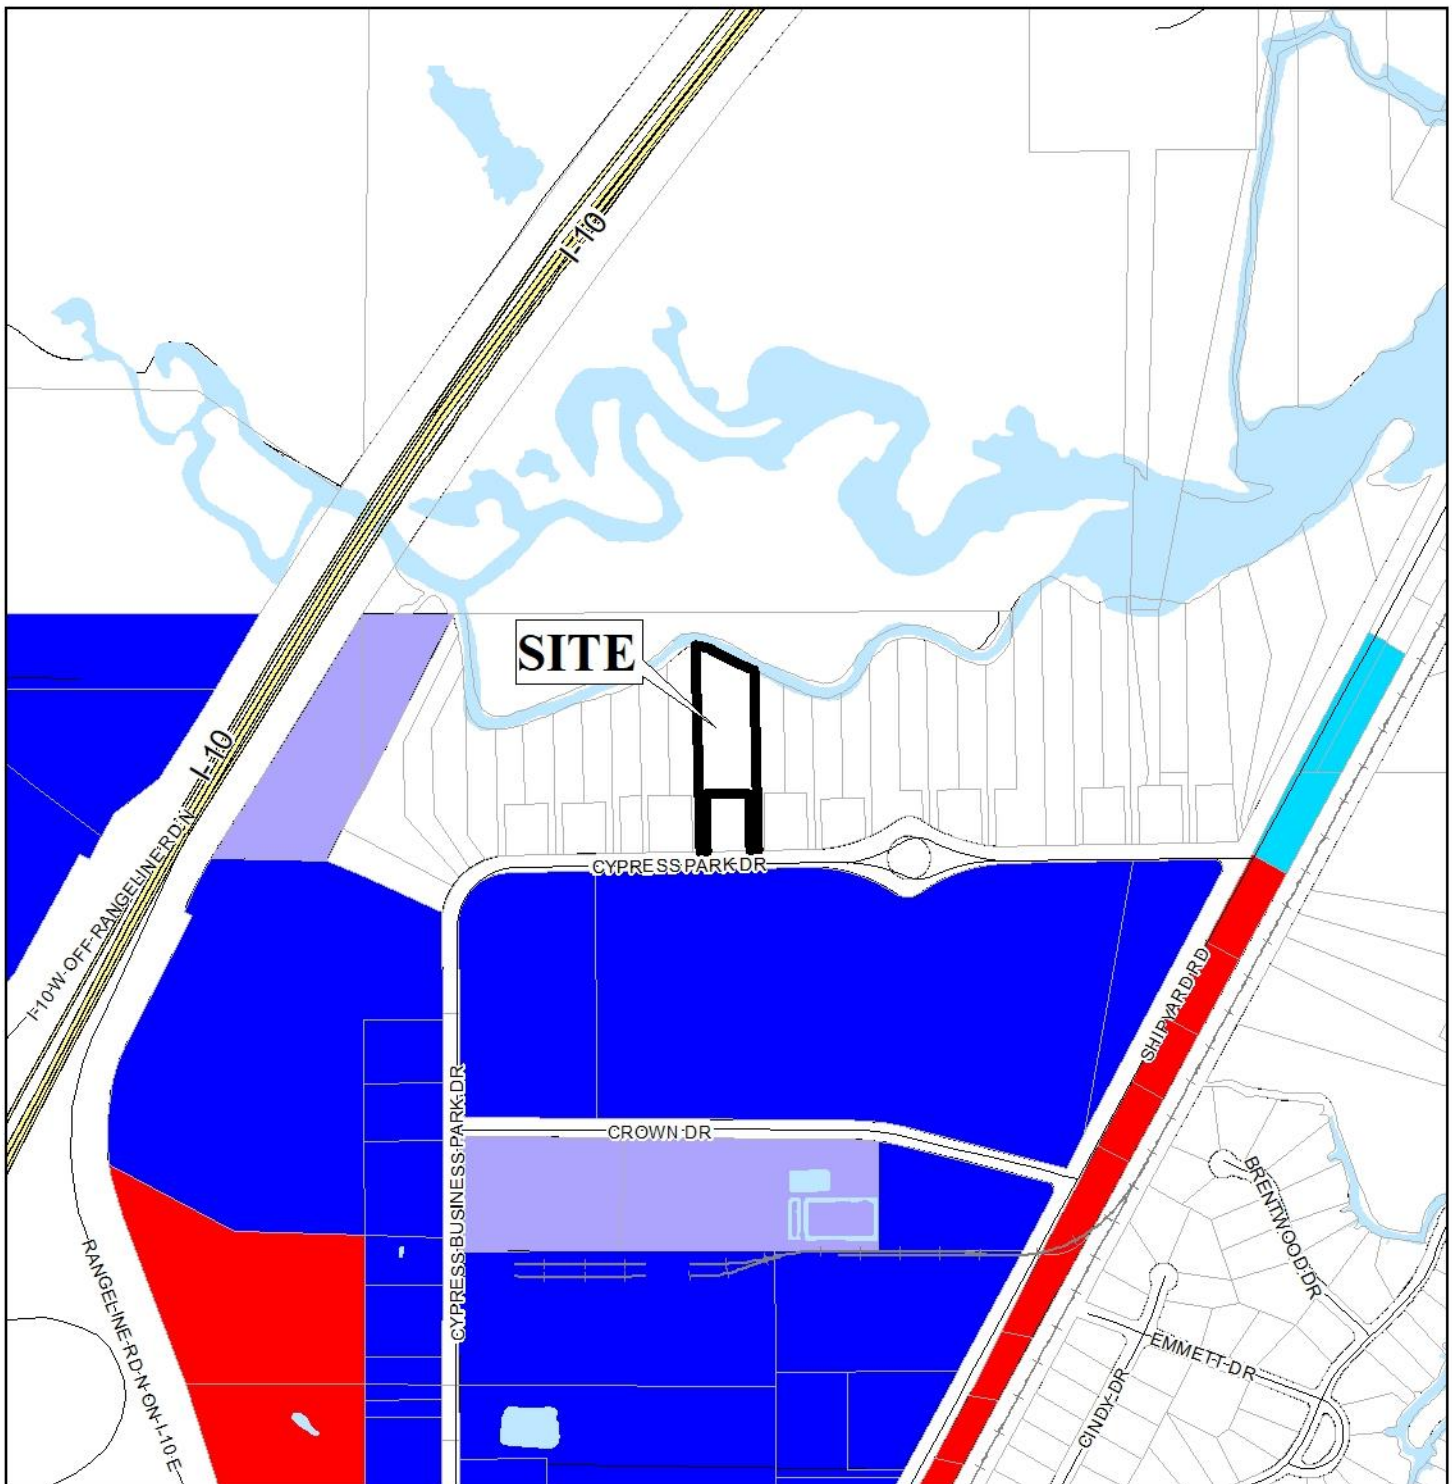 I-10
SITE
I-10
CYPRESS PARK DR
I-10-W-OFF-RANGELINE RD N
SHIPYARD RD
CYPRESS BUSINESS PARK DR
CROWN DR
BRENTWOOD DR
RANGELINE-RD-N-ON-I-10-E
EMMETT DR
CINDY DR